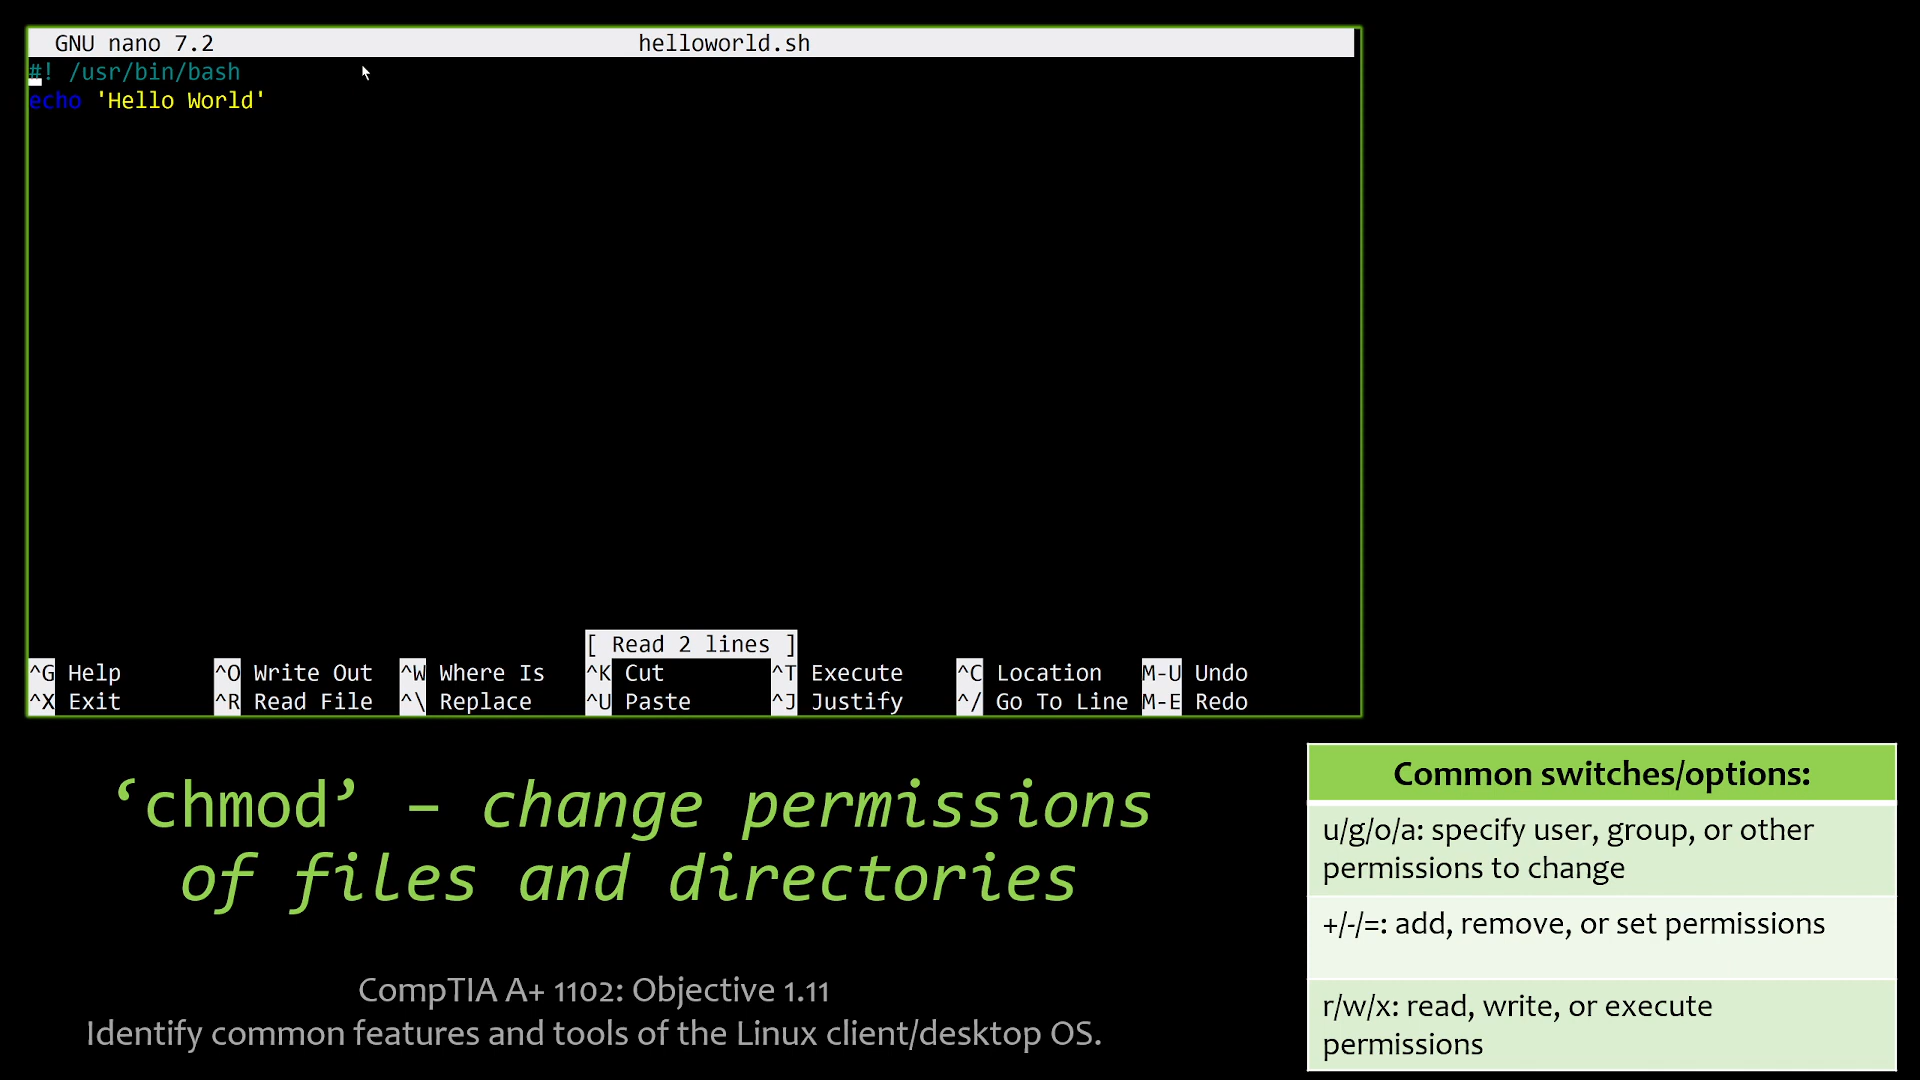 GNU nano 7.2 helloworld.sh
#! /usr/bin/bash
echo 'Hello World'
[ Read 2 lines ]
^G Help ^O Write Out ^W Where Is ^K Cut ^T Execute ^C Location M-U Undo
^X Exit ^R Read File ^\ Replace ^U Paste ^J Justify ^/ Go To Line M-E Redo
‘chmod’ – change permissions
of files and directories
CompTIA A+ 1102: Objective 1.11
Identify common features and tools of the Linux client/desktop OS.
Common switches/options:
u/g/o/a: specify user, group, or other
permissions to change
+/-/=: add, remove, or set permissions
r/w/x: read, write, or execute
permissions